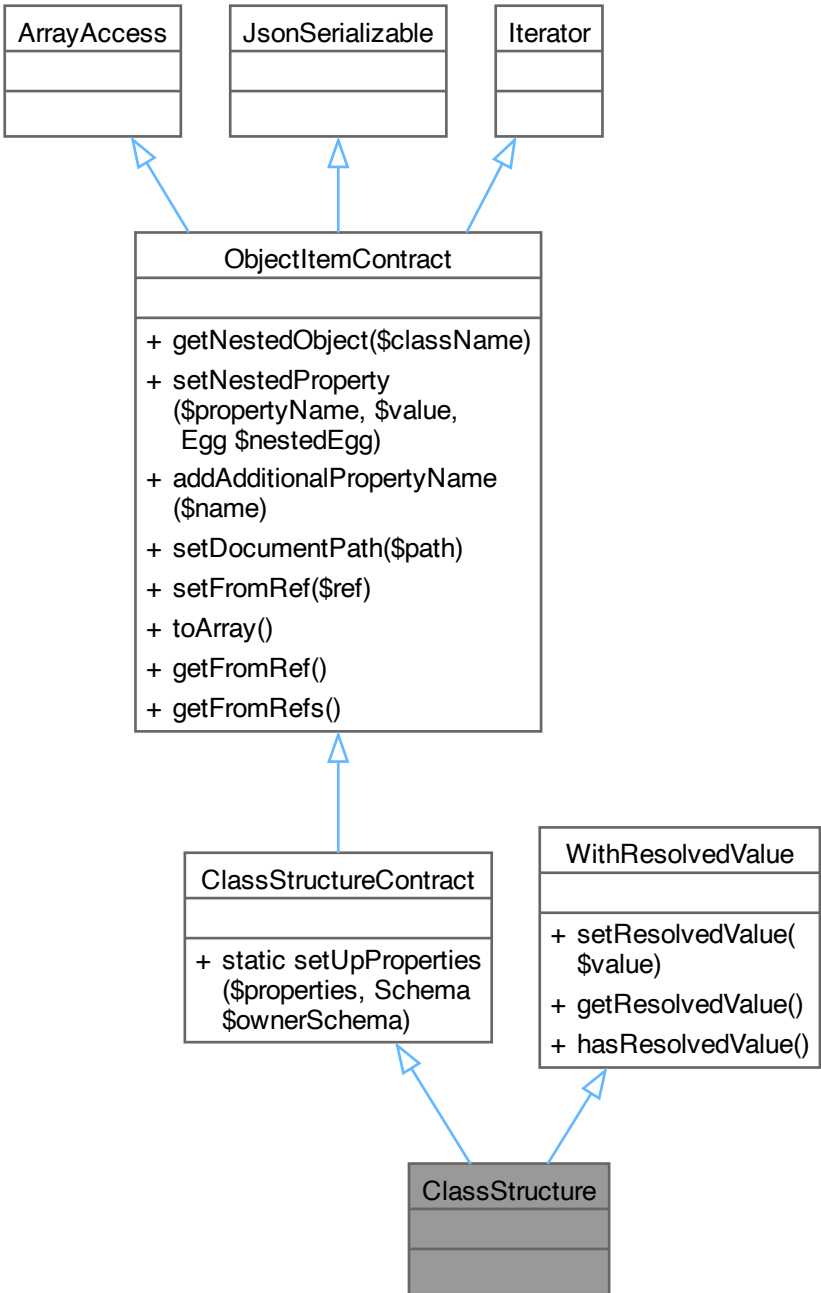 ArrayAccess
JsonSerializable
Iterator
ObjectItemContract
+ getNestedObject($className)
+ setNestedProperty
($propertyName, $value,
Egg $nestedEgg)
+ addAdditionalPropertyName
($name)
+ setDocumentPath($path)
+ setFromRef($ref)
+ toArray()
+ getFromRef()
+ getFromRefs()
ClassStructureContract
+ static setUpProperties
($properties, Schema
$ownerSchema)
WithResolvedValue
+ setResolvedValue(
$value)
+ getResolvedValue()
+ hasResolvedValue()
ClassStructure